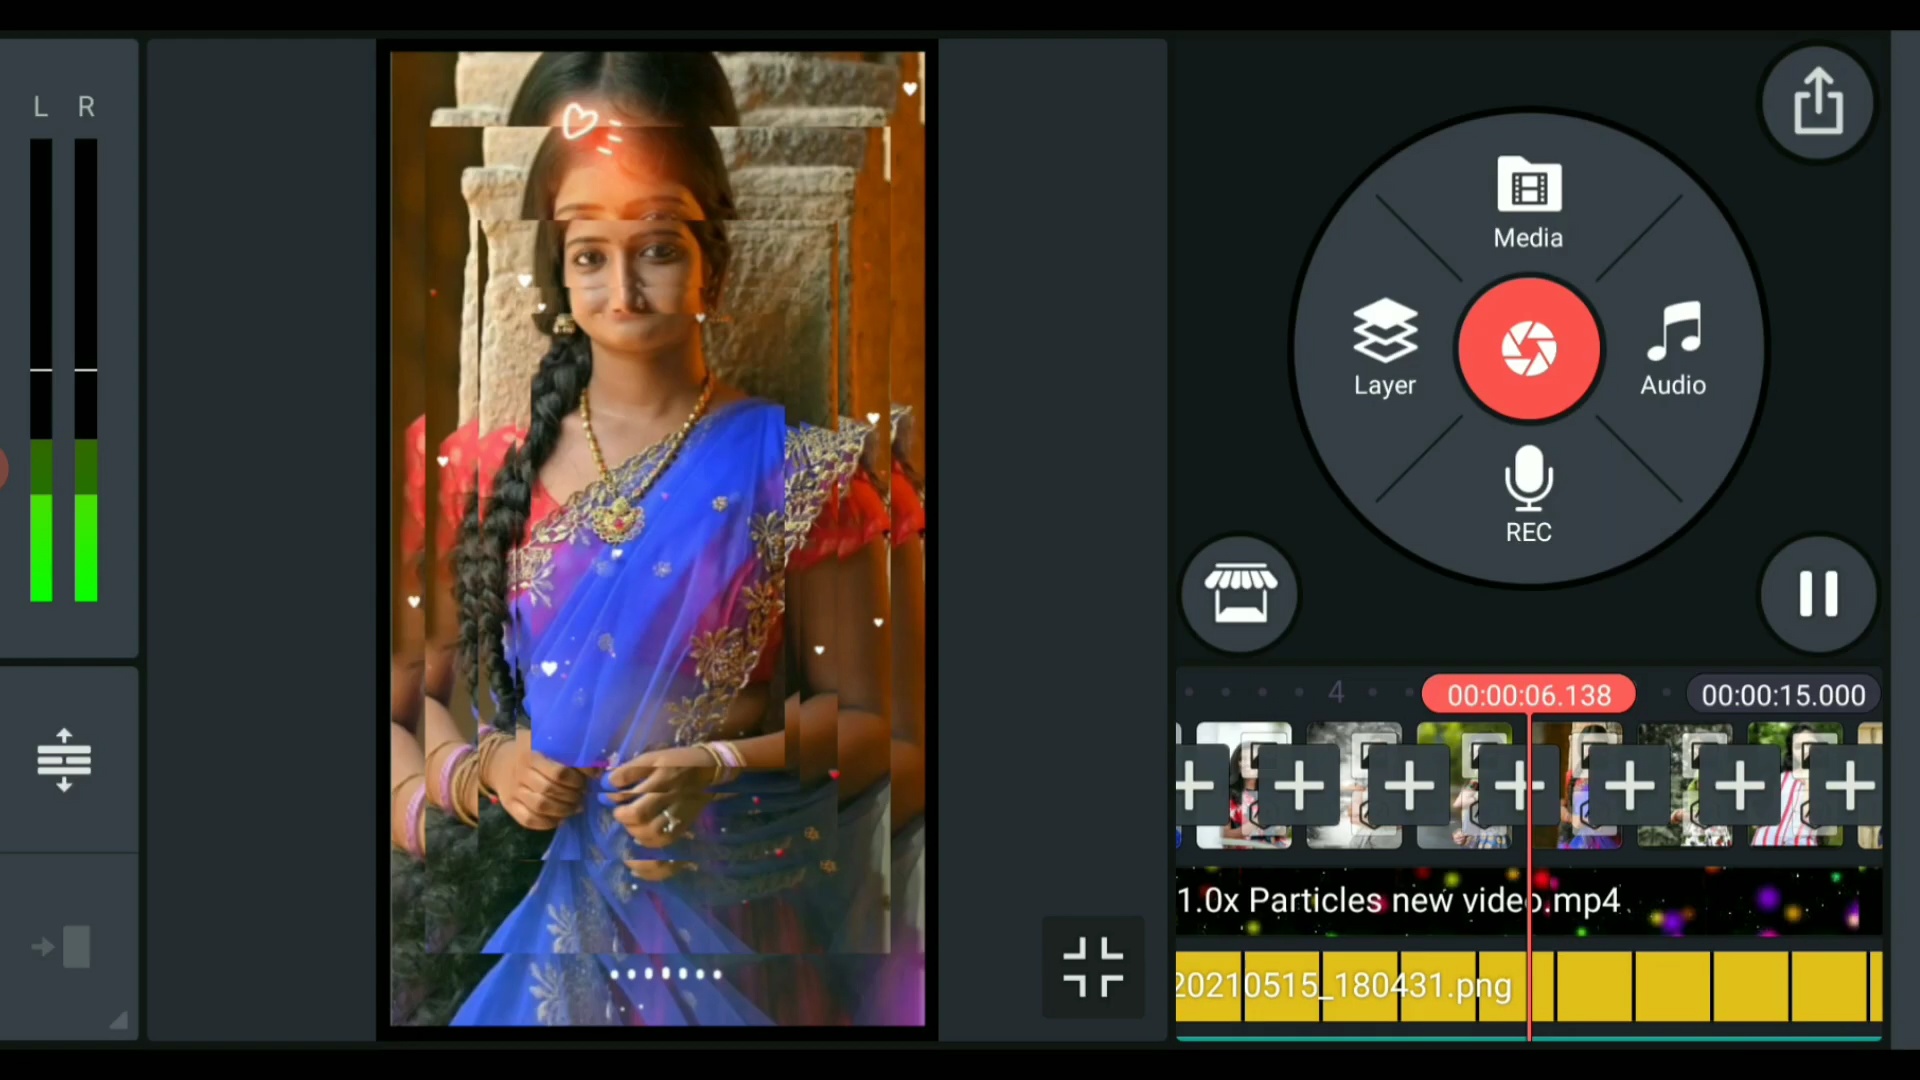 L R
Media
Layer
Audio
REC
4
00:00:06.138
00:00:15.000
1.0x Particles new video.mp4
20210515_180431.png